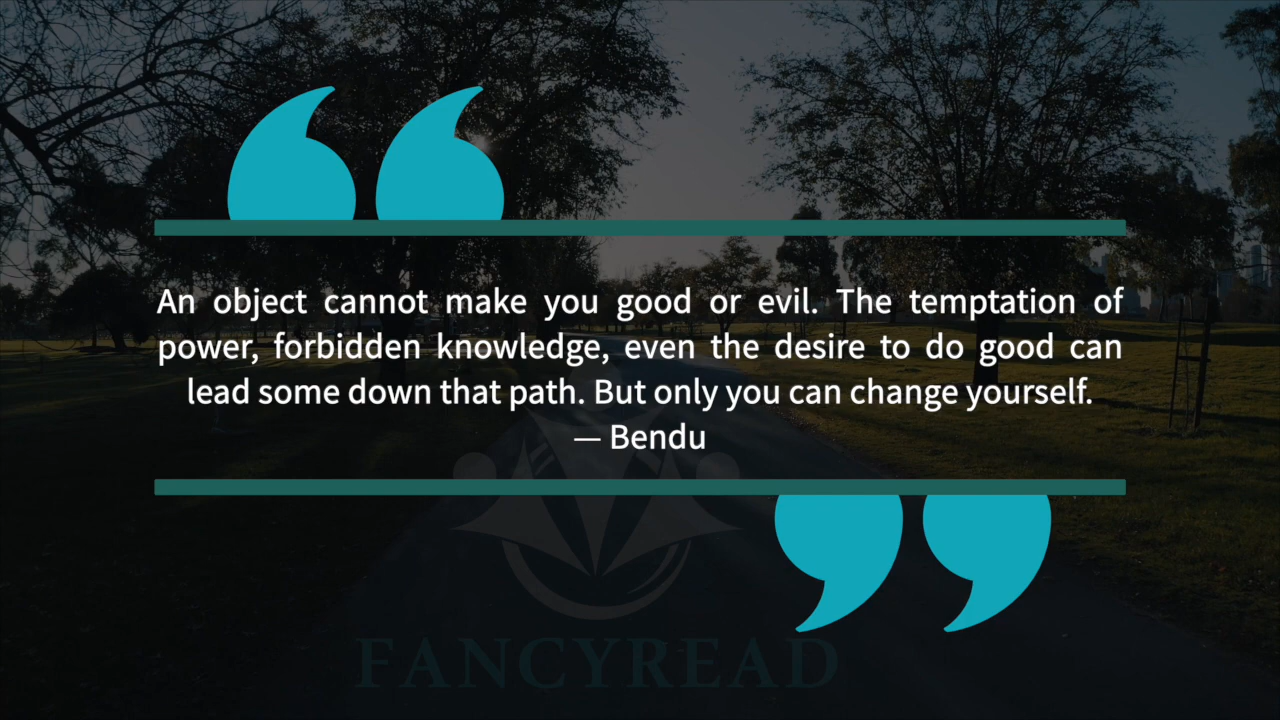 An object cannot make you good or evil. The temptation of
power, forbidden knowledge, even the desire to do good can
lead some down that path. But only you can change yourself.
— Bendu
FANCYREAD